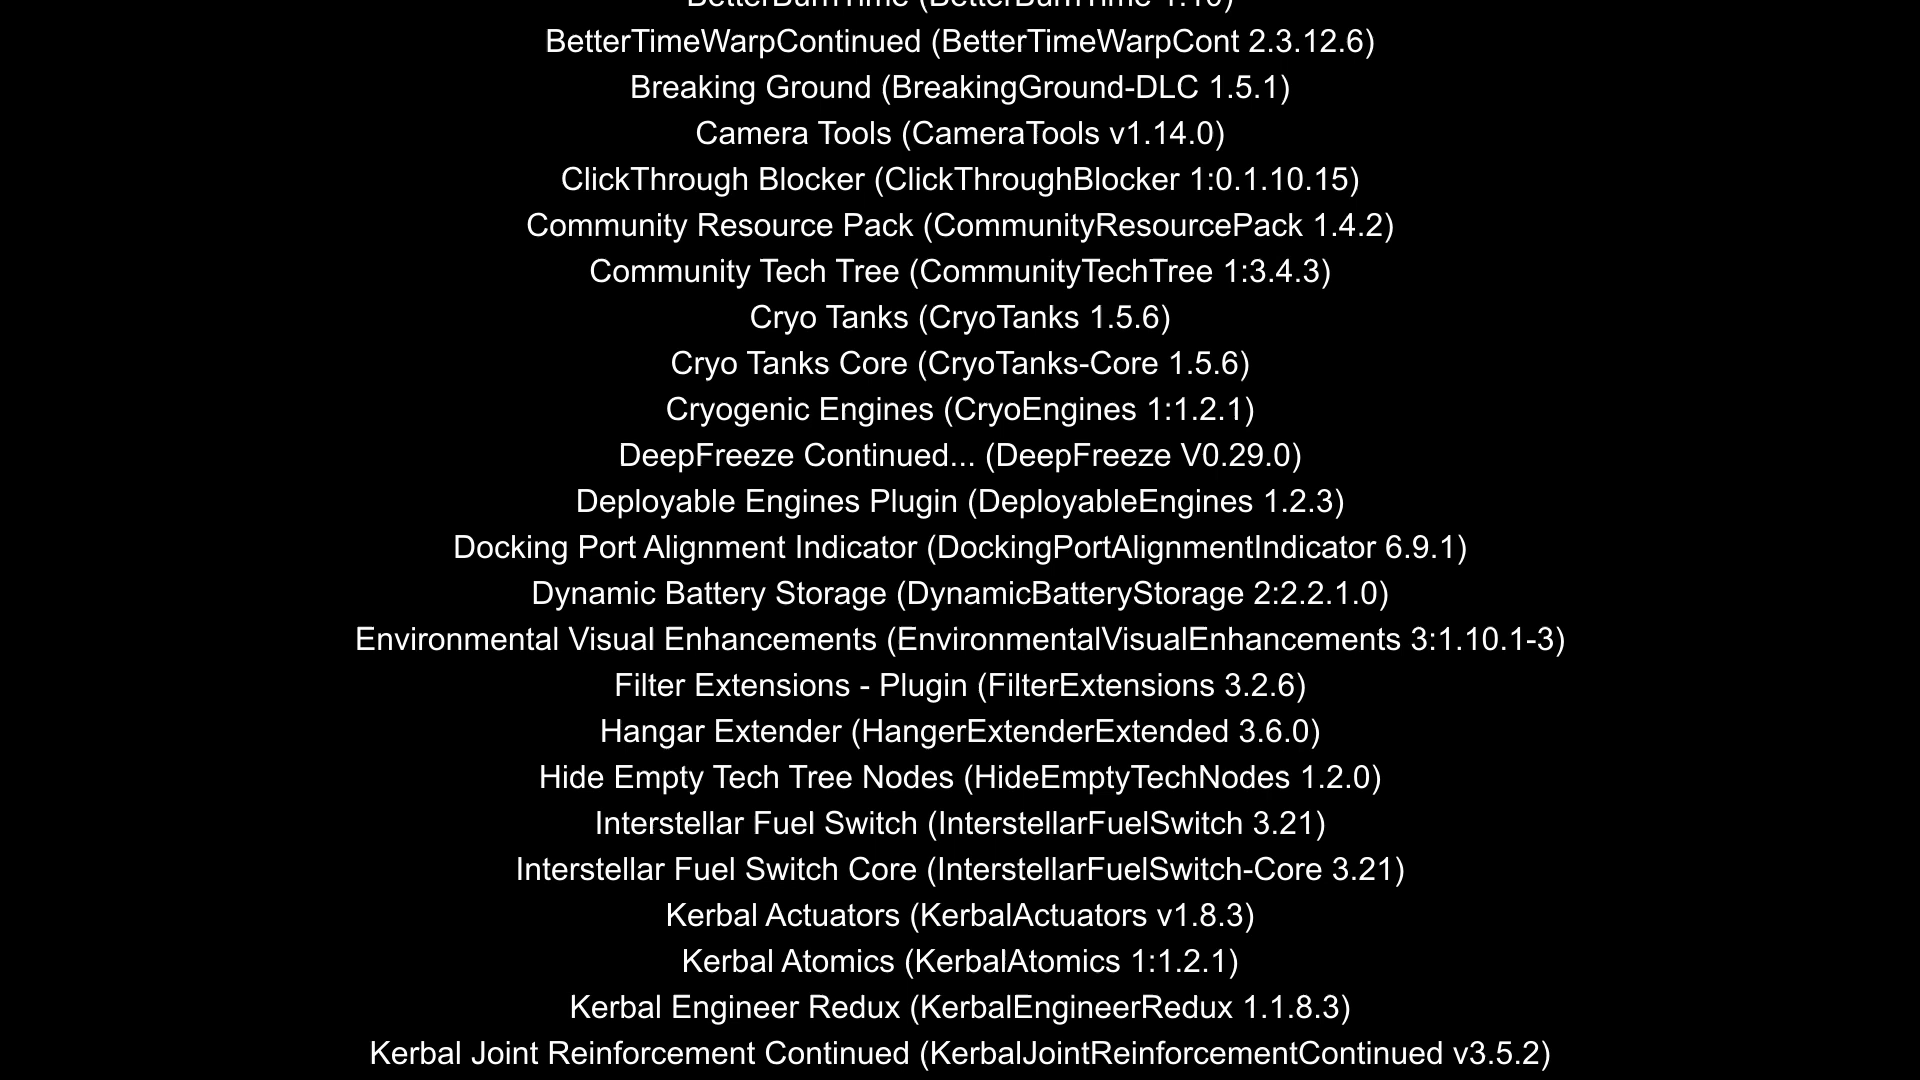 BetterBurnTime (BetterBurnTime 1.10)
BetterTimeWarpContinued (BetterTimeWarpCont 2.3.12.6)
Breaking Ground (BreakingGround-DLC 1.5.1)
Camera Tools (CameraTools v1.14.0)
ClickThrough Blocker (ClickThroughBlocker 1:0.1.10.15)
Community Resource Pack (CommunityResourcePack 1.4.2)
Community Tech Tree (CommunityTechTree 1:3.4.3)
Cryo Tanks (CryoTanks 1.5.6)
Cryo Tanks Core (CryoTanks-Core 1.5.6)
Cryogenic Engines (CryoEngines 1:1.2.1)
DeepFreeze Continued... (DeepFreeze V0.29.0)
Deployable Engines Plugin (DeployableEngines 1.2.3)
Docking Port Alignment Indicator (DockingPortAlignmentIndicator 6.9.1)
Dynamic Battery Storage (DynamicBatteryStorage 2:2.2.1.0)
Environmental Visual Enhancements (EnvironmentalVisualEnhancements 3:1.10.1-3)
Filter Extensions - Plugin (FilterExtensions 3.2.6)
Hangar Extender (HangerExtenderExtended 3.6.0)
Hide Empty Tech Tree Nodes (HideEmptyTechNodes 1.2.0)
Interstellar Fuel Switch (InterstellarFuelSwitch 3.21)
Interstellar Fuel Switch Core (InterstellarFuelSwitch-Core 3.21)
Kerbal Actuators (KerbalActuators v1.8.3)
Kerbal Atomics (KerbalAtomics 1:1.2.1)
Kerbal Engineer Redux (KerbalEngineerRedux 1.1.8.3)
Kerbal Joint Reinforcement Continued (KerbalJointReinforcementContinued v3.5.2)